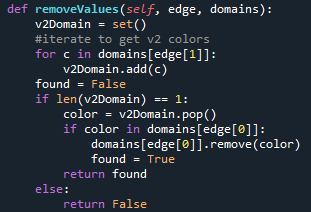 def removeValues(self, edge, domains):
    v2Domain = set()
    #iterate to get v2 colors
    for c in domains[edge[1]]:
        v2Domain.add(c)
    found = False
    if len(v2Domain) == 1:
        color = v2Domain.pop()
        if color in domains[edge[0]]:
            domains[edge[0]].remove(color)
            found = True
        return found
    else:
        return False